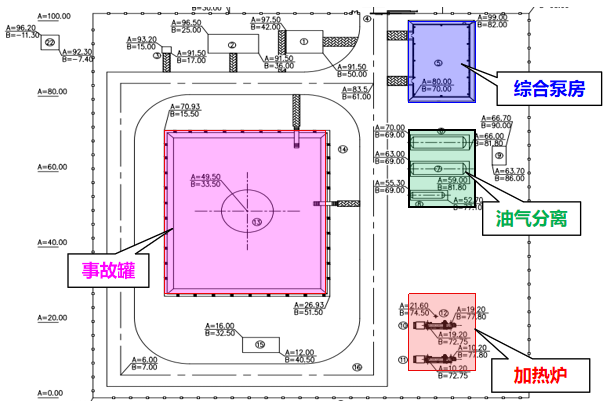 B=30.00
A=100.00
A=96.20
B=-11.30
22
A=92.30
B=-7.40
A=96.50
B=25.00
A=97.50
B=42.00
④
A=99.00
B=82.00
A=93.20
B=15.00
②
①
③
A=91.50
B=17.00
A=91.50
B=36.00
A=91.50
B=50.00
⑤
综合泵房
A=80.00
A=83.5
B=61.00
A=80.00
B=70.00
A=70.93
B=15.50
A=70.00
B=69.00
⑥
A=66.70
B=90.00
A=66.00
B=81.80
A=60.00
⑭
A=63.00
B=69.00
⑦
⑨
A=49.50
B=33.50
A=55.30
B=69.00
A=59.00
B=81.80
A=63.70
B=86.00
⑧
A=52.70
B=77.10
⑬
油气分离
A=40.00
事故罐
A=26.93
B=51.50
A=21.60
B=74.50
⑫
A=19.20
B=77.80
A=20.00
A=16.00
B=32.50
⑩
A=19.20
B=72.75
⑮
A=12.00
B=40.50
A=10.20
B=77.80
⑪
A=6.00
B=7.00
⑯
A=10.20
B=72.75
加热炉
A=0.00